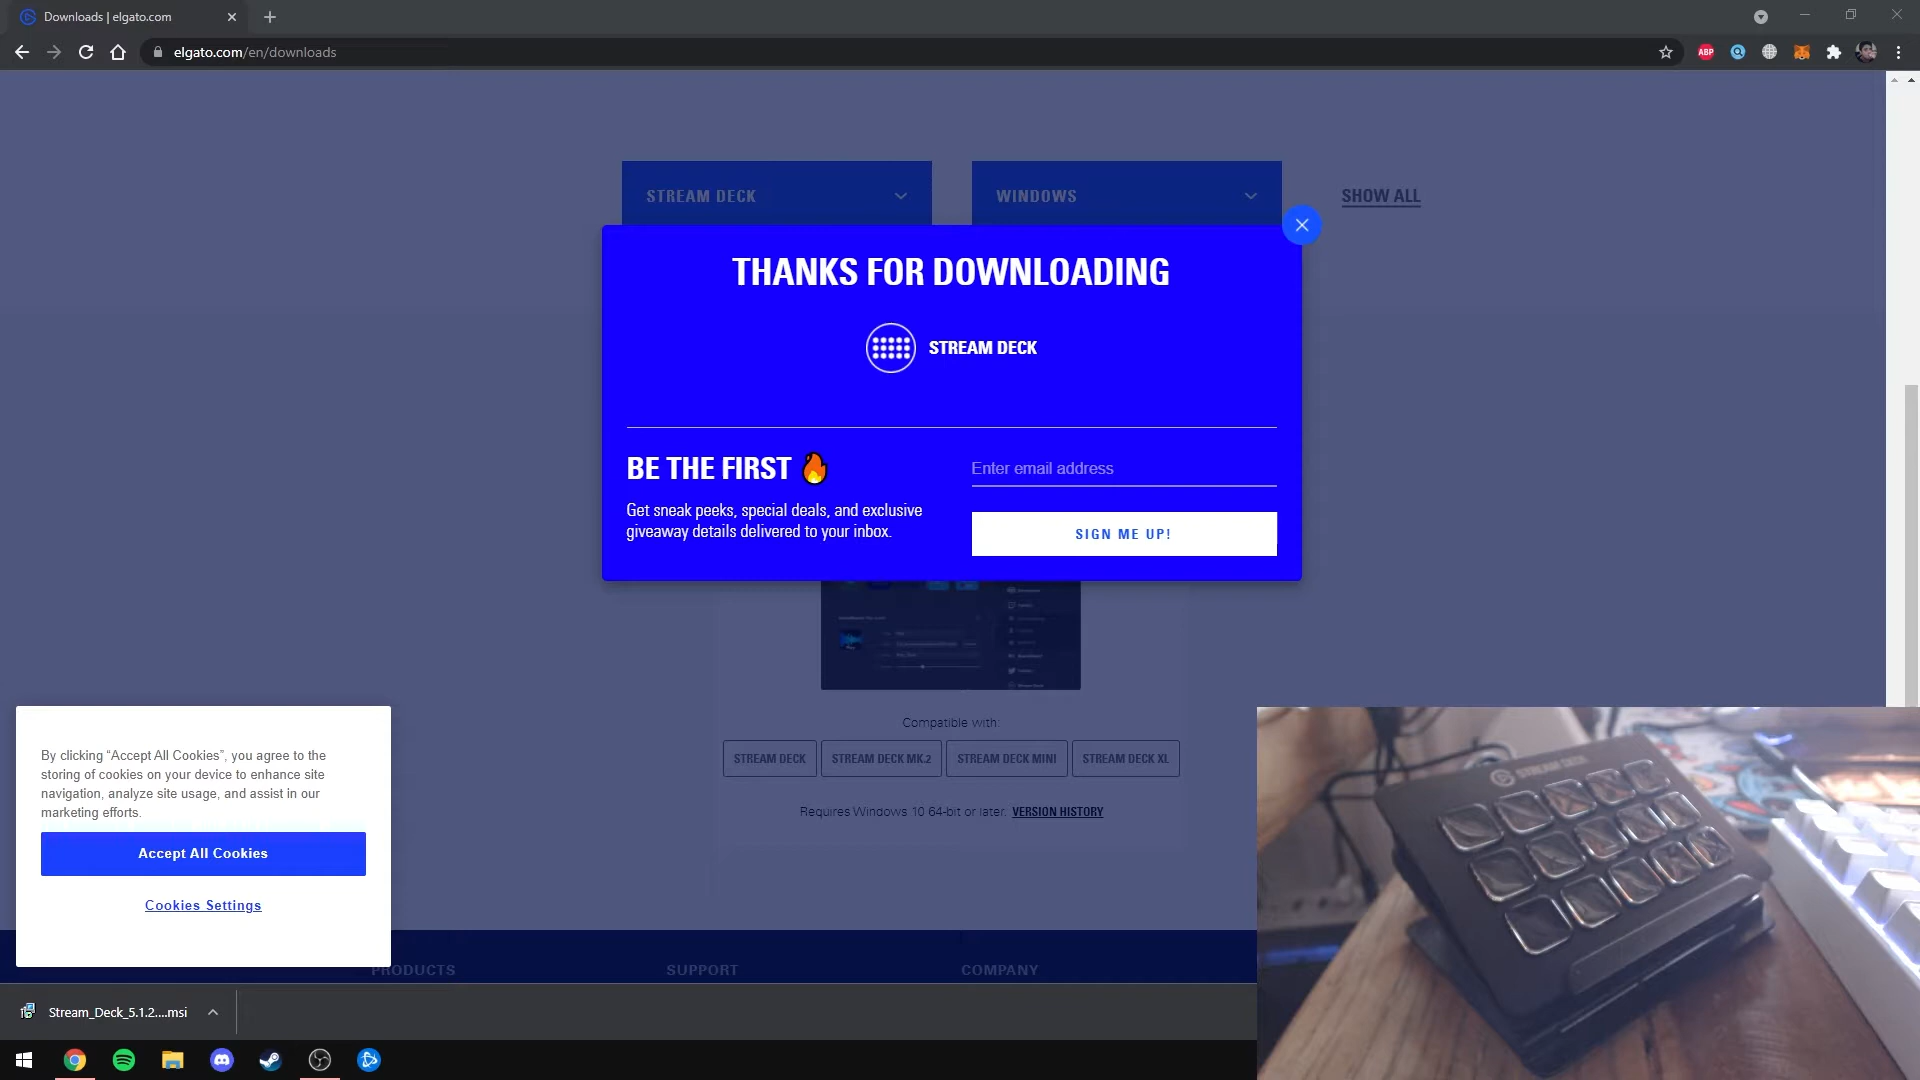 Downloads | elgato.com
elgato.com/en/downloads
ABP
STREAM DECK
WINDOWS
SHOW ALL
THANKS FOR DOWNLOADING
STREAM DECK
BE THE FIRST 🔥
Get sneak peeks, special deals, and exclusive
giveaway details delivered to your inbox.
Enter email address
SIGN ME UP!
Compatible with:
STREAM DECK
STREAM DECK MK.2
STREAM DECK MINI
STREAM DECK XL
Requires Windows 10 64-bit or later. VERSION HISTORY
By clicking “Accept All Cookies”, you agree to the
storing of cookies on your device to enhance site
navigation, analyze site usage, and assist in our
marketing efforts.
Accept All Cookies
Cookies Settings
PRODUCTS
SUPPORT
COMPANY
STREAM DECK
Stream_Deck_5.1.2....msi